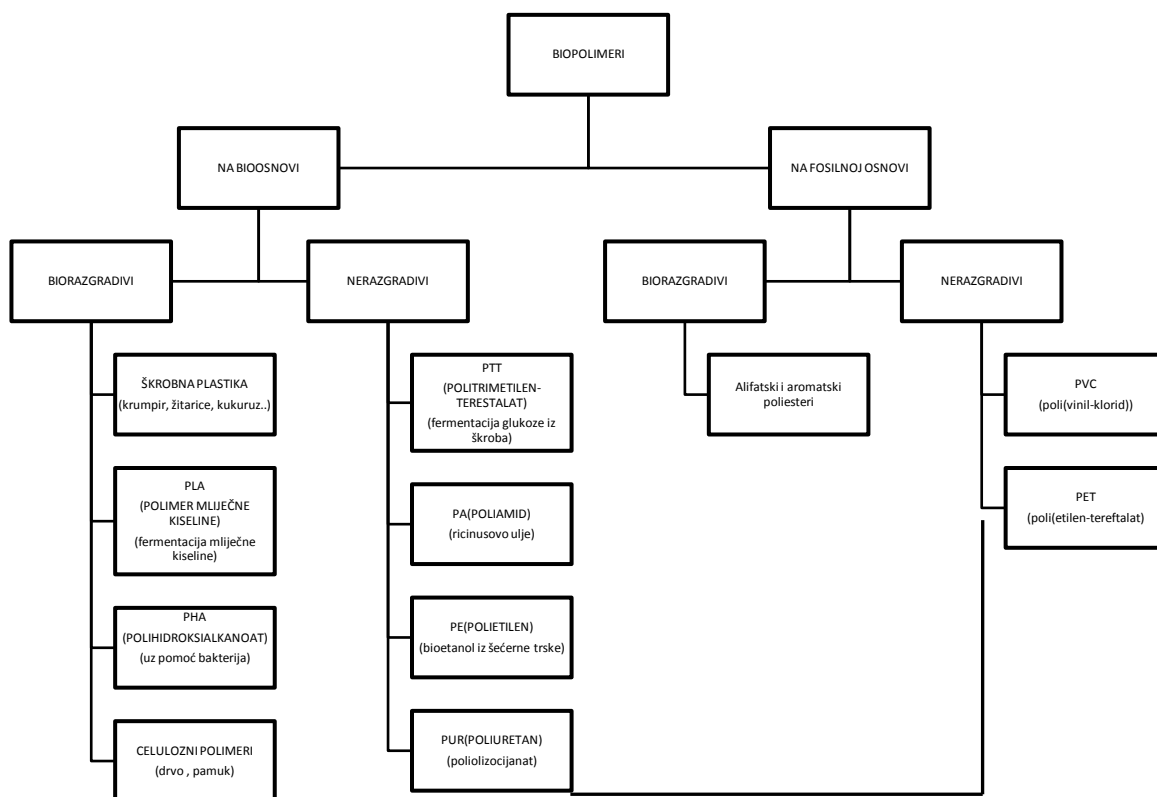 BIOPOLIMERI
NA BIOOSNOVI
NA FOSILNOJ OSNOVI
BIORAZGRADIVI
NERAZGRADIVI
BIORAZGRADIVI
NERAZGRADIVI
ŠKROBNA PLASTIKA
(krumpir, žitarice, kukuruz..)
PLA
(POLIMER MLIJEČNE
KISELINE)
(fermentacija mliječne
kiseline)
PHA
(POLIHIDROKSIALKANOAT)
(uz pomoć bakterija)
CELULOZNI POLIMERI
(drvo , pamuk)
PTT
(POLITRIMETILEN-
TERESTALAT)
(fermentacija glukoze iz
škroba)
PA(POLIAMID)
(ricinusovo ulje)
PE(POLIETILEN)
(bioetanol iz šećerne trske)
PUR(POLIURETAN)
(poliolizocijanat)
Alifatski i aromatski
poliesteri
PVC
(poli(vinil-klorid))
PET
(poli(etilen-tereftalat)